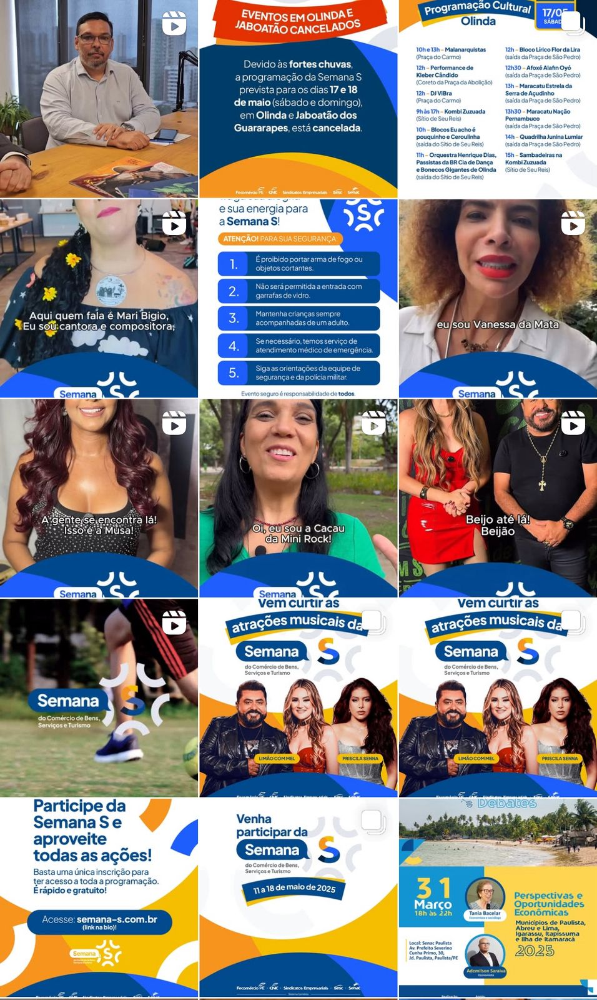 EVENTOS EM OLINDA E
JABOATÃO CANCELADOS
Devido às fortes chuvas,
a programação da Semana S
prevista para os dias 17 e 18
de maio (sábado e domingo),
em Olinda e Jaboatão dos
Guararapes, está cancelada.
Fecomércio PE CNC Sindicatos Empresariais Sesc Senac
Programação Cultural
Olinda
17/05
SÁBADO
10h e 13h - Malanarquistas
(Praça do Carmo)
12h - Performance de
Kleber Cândido
(Coreto da Praça da Abolição)
12h - DJ ViBra
(Praça do Carmo)
9h às 17h - Kombi Zuzuada
(Sítio de Seu Reis)
10h - Blocos Eu acho é
pouquinho e Ceroulinha
(saída do Sítio de Seu Reis)
11h - Orquestra Henrique Dias,
Passistas da BR Cia de Dança
e Bonecos Gigantes de Olinda
(saída do Sítio de Seu Reis)
12h - Bloco Lírico Flor da Lira
(saída da Praça de São Pedro)
12h30 - Afoxé Alafin Oyó
(saída da Praça de São Pedro)
13h - Maracatu Estrela da
Serra de Açudinho
(saída da Praça de São Pedro)
13h30 - Maracatu Nação
Pernambuco
(saída da Praça de São Pedro)
14h - Quadrilha Junina Lumiar
(saída da Praça de São Pedro)
15h - Sambadeiras na
Kombi Zuzuada
(Sítio de Seu Reis)
Aqui quem fala é Mari Bigio,
Eu sou cantora e compositora,
Semana S
e sua energia para
a Semana S!
ATENÇÃO! PARA SUA SEGURANÇA:
1. É proibido portar arma de fogo ou
objetos cortantes.
2. Não será permitida a entrada com
garrafas de vidro.
3. Mantenha crianças sempre
acompanhadas de um adulto.
4. Se necessário, temos serviço de
atendimento médico de emergência.
5. Siga as orientações da equipe de
segurança e da polícia militar.
Evento seguro é responsabilidade de todos.
eu sou Vanessa da Mata
Semana S
A gente se encontra lá!
Isso é a Musa!
Semana S
Oi, eu sou a Cacau
da Mini Rock!
Semana S
Beijo até lá!
Beijão
Semana S
do Comércio de Bens,
Serviços e Turismo
Vem curtir as
atrações musicais da
Semana S
do Comércio de Bens,
Serviços e Turismo
LIMÃO COM MEL
PRISCILA SENNA
Vem curtir as
atrações musicais da
Semana S
do Comércio de Bens,
Serviços e Turismo
LIMÃO COM MEL
PRISCILA SENNA
Participe da
Semana S e
aproveite
todas as ações!
Basta uma única inscrição para
ter acesso a toda a programação.
É rápido e gratuito!
Acesse: semana-s.com.br
(link na bio)!
Semana S
Venha
participar da
Semana S
do Comércio de Bens,
Serviços e Turismo
11 a 18 de maio de 2025
Fecomércio PE CNC Sindicatos Empresariais Sesc Senac
Debates
31
Março
18h às 22h
Tania Bacelar
Economista e socióloga
Perspectivas e
Oportunidades
Econômicas
Municípios de Paulista,
Abreu e Lima,
Igarassu, Itapissuma
e Ilha de Itamaracá
2025
Local: Senac Paulista
Av. Prefeito Severino
Cunha Primo, 30,
Jd. Paulista, Paulista/PE
Ademilson Saraiva
Economista
Realização:
Apoio: